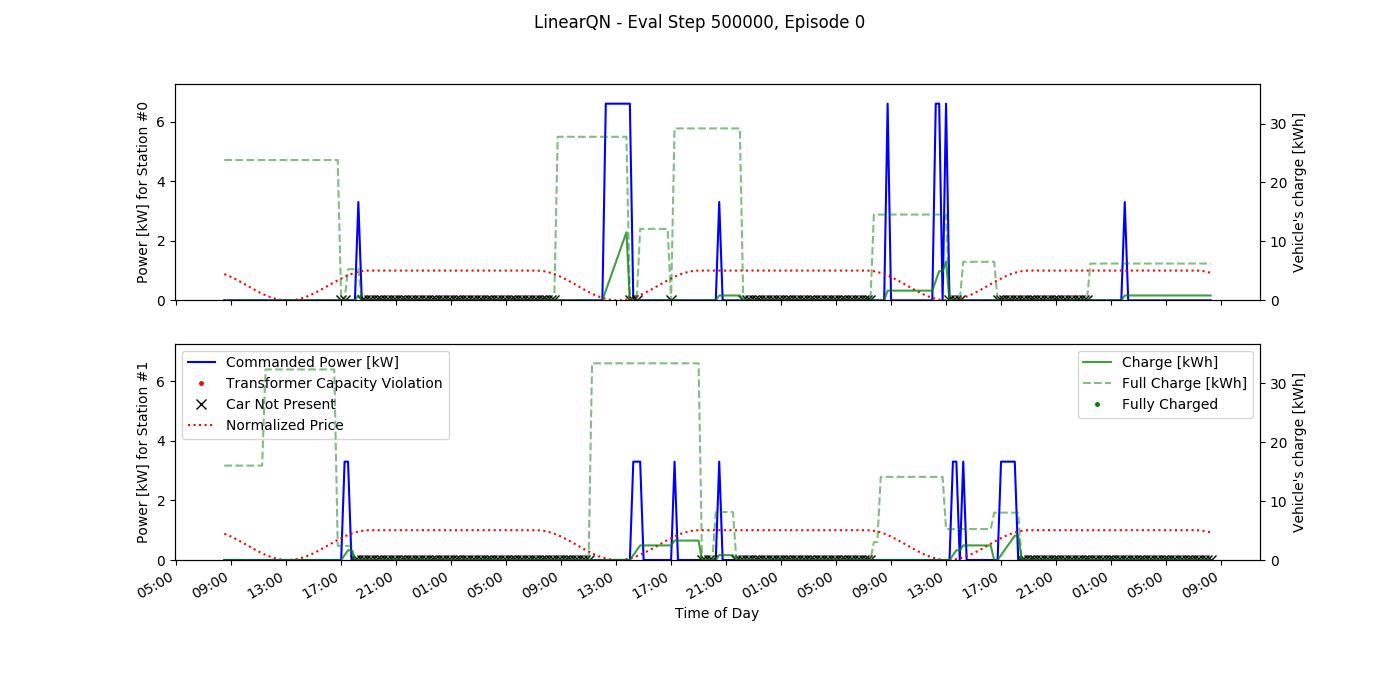 LinearQN - Eval Step 500000, Episode 0
Power [kW] for Station #0
6
4
2
0
30
20
10
0
Vehicle's charge [kWh]
Power [kW] for Station #1
6
4
2
0
Commanded Power [kW]
Transformer Capacity Violation
Car Not Present
Normalized Price
Charge [kWh]
Full Charge [kWh]
Fully Charged
30
20
10
0
Vehicle's charge [kWh]
05:00 09:00 13:00 17:00 21:00 01:00 05:00 09:00 13:00 17:00 21:00 01:00 05:00 09:00 13:00 17:00 21:00 01:00 05:00 09:00
Time of Day